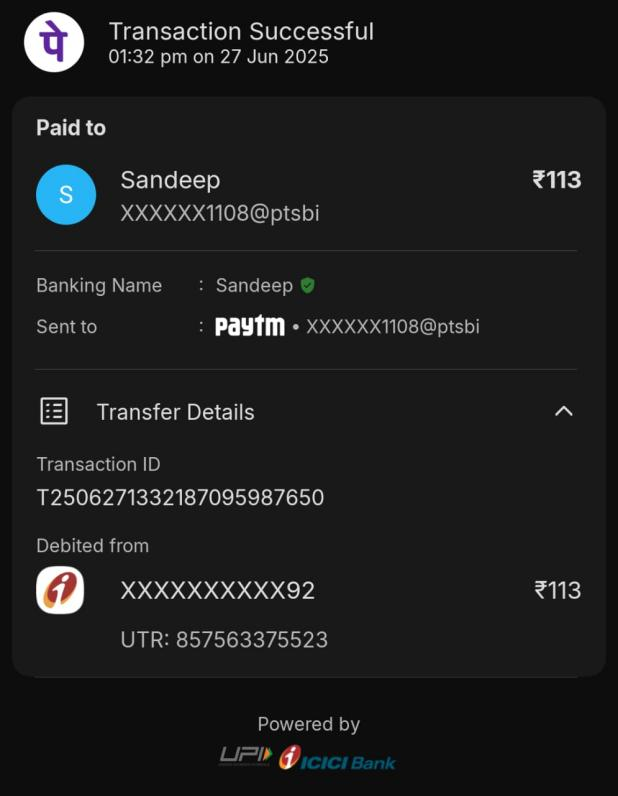 पे
Transaction Successful
01:32 pm on 27 Jun 2025
Paid to
S
Sandeep ₹113
XXXXXX1108@ptsbi
Banking Name : Sandeep
Sent to : paytm • XXXXXX1108@ptsbi
Transfer Details
Transaction ID
T2506271332187095987650
Debited from
XXXXXXXXXX92 ₹113
UTR: 857563375523
Powered by
UPI ICICI Bank